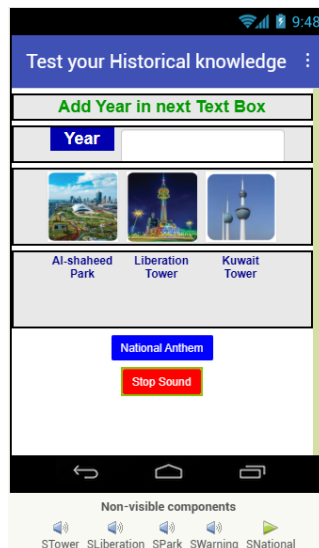 9:48
Test your Historical knowledge
Add Year in next Text Box
Year
Al-shaheed Park
Liberation Tower
Kuwait Tower
National Anthem
Stop Sound
Non-visible components
STower SLiberation SPark SWarning SNational